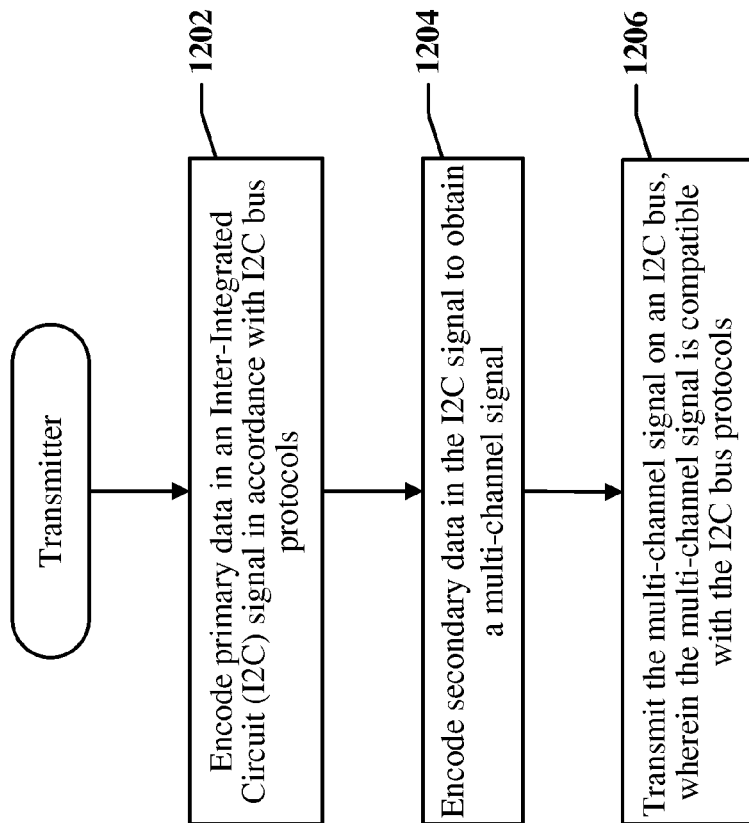 Transmitter
Encode primary data in an Inter-Integrated
Circuit (I2C) signal in accordance with I2C bus
protocols
1202
Encode secondary data in the I2C signal to obtain
a multi-channel signal
1204
Transmit the multi-channel signal on an I2C bus,
wherein the multi-channel signal is compatible
with the I2C bus protocols
1206